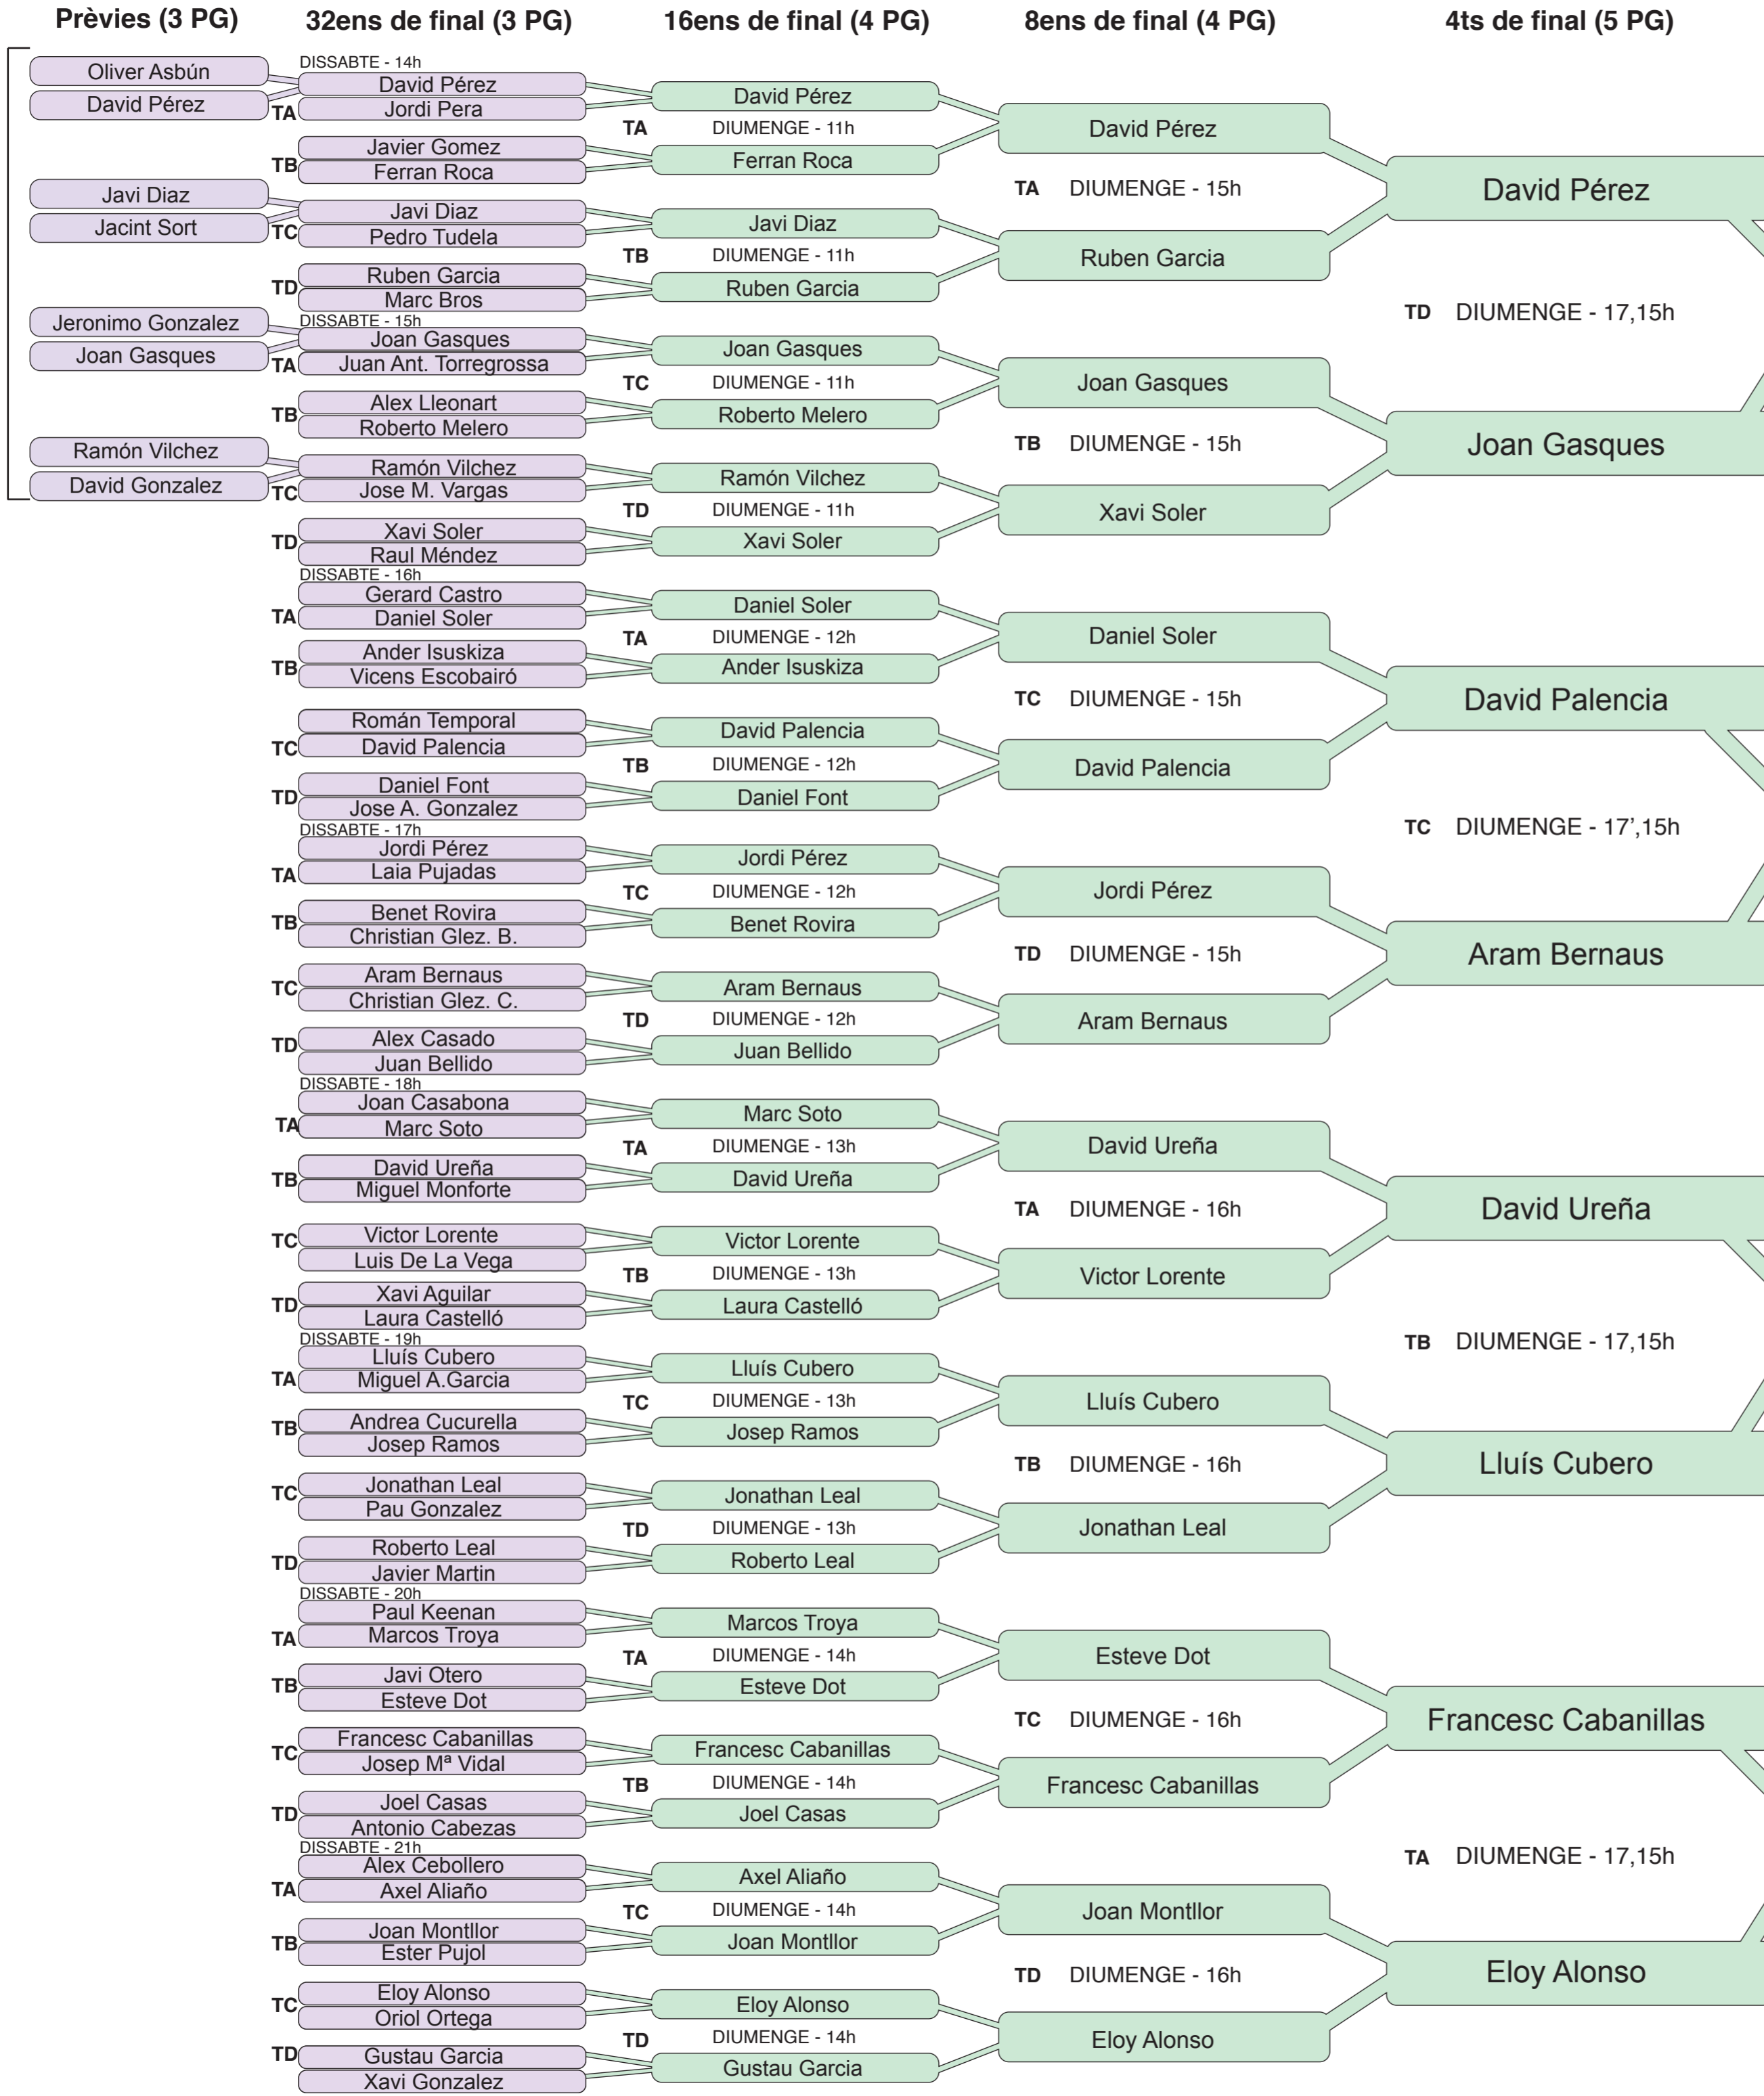 Prèvies (3 PG)
32ens de final (3 PG)
16ens de final (4 PG)
8ens de final (4 PG)
4ts de final (5 PG)
Oliver Asbún
David Pérez
Javi Diaz
Jacint Sort
Jeronimo Gonzalez
Joan Gasques
Ramón Vilchez
David Gonzalez
DISSABTE - 14h
David Pérez
TA
Jordi Pera
Javier Gomez
TB
Ferran Roca
Javi Diaz
TC
Pedro Tudela
Ruben Garcia
TD
Marc Bros
DISSABTE - 15h
Joan Gasques
TA
Juan Ant. Torregrossa
Alex Lleonart
TB
Roberto Melero
Ramón Vilchez
TC
Jose M. Vargas
Xavi Soler
TD
Raul Méndez
DISSABTE - 16h
Gerard Castro
TA
Daniel Soler
Ander Isuskiza
TB
Vicens Escobairó
Román Temporal
TC
David Palencia
Daniel Font
TD
Jose A. Gonzalez
DISSABTE - 17h
Jordi Pérez
TA
Laia Pujadas
Benet Rovira
TB
Christian Glez. B.
Aram Bernaus
TC
Christian Glez. C.
Alex Casado
TD
Juan Bellido
DISSABTE - 18h
Joan Casabona
TA
Marc Soto
David Ureña
TB
Miguel Monforte
Victor Lorente
TC
Luis De La Vega
Xavi Aguilar
TD
Laura Castelló
DISSABTE - 19h
Lluís Cubero
TA
Miguel A.Garcia
Andrea Cucurella
TB
Josep Ramos
Jonathan Leal
TC
Pau Gonzalez
Roberto Leal
TD
Javier Martin
DISSABTE - 20h
Paul Keenan
TA
Marcos Troya
Javi Otero
TB
Esteve Dot
Francesc Cabanillas
TC
Josep Mª Vidal
Joel Casas
TD
Antonio Cabezas
DISSABTE - 21h
Alex Cebollero
TA
Axel Aliaño
Joan Montllor
TB
Ester Pujol
Eloy Alonso
TC
Oriol Ortega
Gustau Garcia
TD
Xavi Gonzalez
David Pérez
TA DIUMENGE - 11h
Ferran Roca
Javi Diaz
TB DIUMENGE - 11h
Ruben Garcia
Joan Gasques
TC DIUMENGE - 11h
Roberto Melero
Ramón Vilchez
TD DIUMENGE - 11h
Xavi Soler
Daniel Soler
TA DIUMENGE - 12h
Ander Isuskiza
David Palencia
TB DIUMENGE - 12h
Daniel Font
Jordi Pérez
TC DIUMENGE - 12h
Benet Rovira
Aram Bernaus
TD DIUMENGE - 12h
Juan Bellido
Marc Soto
TA DIUMENGE - 13h
David Ureña
Victor Lorente
TB DIUMENGE - 13h
Laura Castelló
Lluís Cubero
TC DIUMENGE - 13h
Josep Ramos
Jonathan Leal
TD DIUMENGE - 13h
Roberto Leal
Marcos Troya
TA DIUMENGE - 14h
Esteve Dot
Francesc Cabanillas
TB DIUMENGE - 14h
Joel Casas
Axel Aliaño
TC DIUMENGE - 14h
Joan Montllor
Eloy Alonso
TD DIUMENGE - 14h
Gustau Garcia
David Pérez
TA DIUMENGE - 15h
Ruben Garcia
Joan Gasques
TB DIUMENGE - 15h
Xavi Soler
Daniel Soler
TC DIUMENGE - 15h
David Palencia
Jordi Pérez
TD DIUMENGE - 15h
Aram Bernaus
David Ureña
TA DIUMENGE - 16h
Victor Lorente
Lluís Cubero
TB DIUMENGE - 16h
Jonathan Leal
Esteve Dot
TC DIUMENGE - 16h
Francesc Cabanillas
Joan Montllor
TD DIUMENGE - 16h
Eloy Alonso
David Pérez
TD DIUMENGE - 17,15h
Joan Gasques
David Palencia
TC DIUMENGE - 17’,15h
Aram Bernaus
David Ureña
TB DIUMENGE - 17,15h
Lluís Cubero
Francesc Cabanillas
TA DIUMENGE - 17,15h
Eloy Alonso